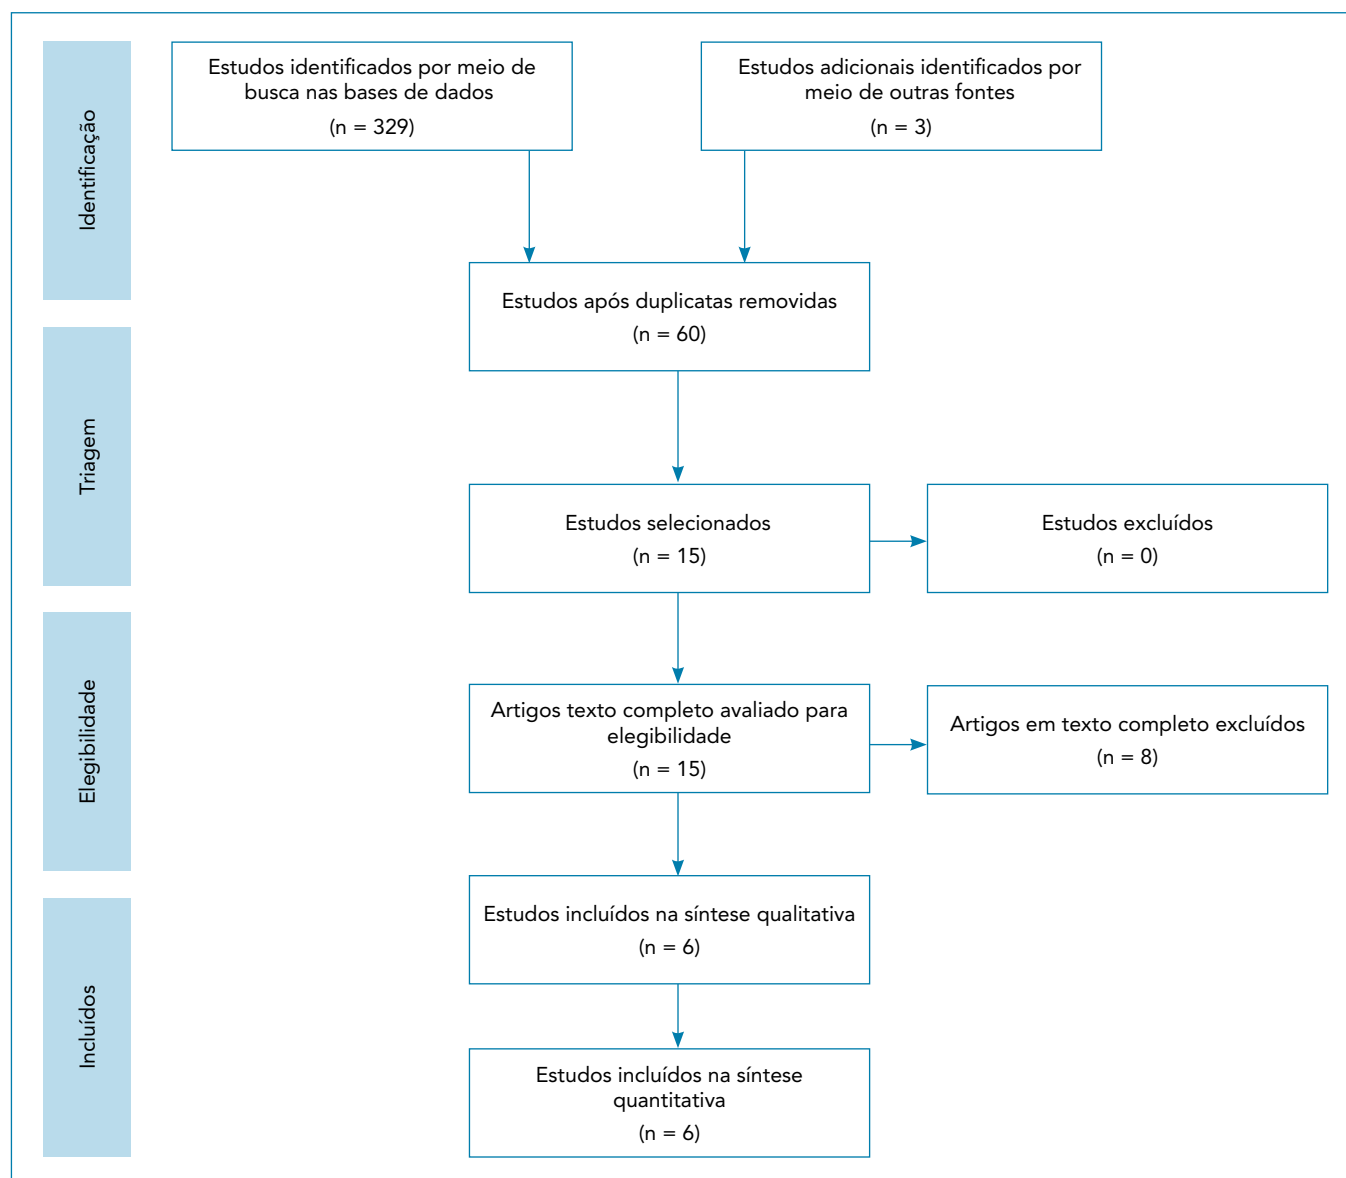 Identificação
Estudos identificados por meio de
busca nas bases de dados
(n = 329)
Estudos adicionais identificados por
meio de outras fontes
(n = 3)
Estudos após duplicatas removidas
(n = 60)
Triagem
Estudos selecionados
(n = 15)
Estudos excluídos
(n = 0)
Elegibilidade
Artigos texto completo avaliado para
elegibilidade
(n = 15)
Artigos em texto completo excluídos
(n = 8)
Incluídos
Estudos incluídos na síntese qualitativa
(n = 6)
Estudos incluídos na síntese
quantitativa
(n = 6)